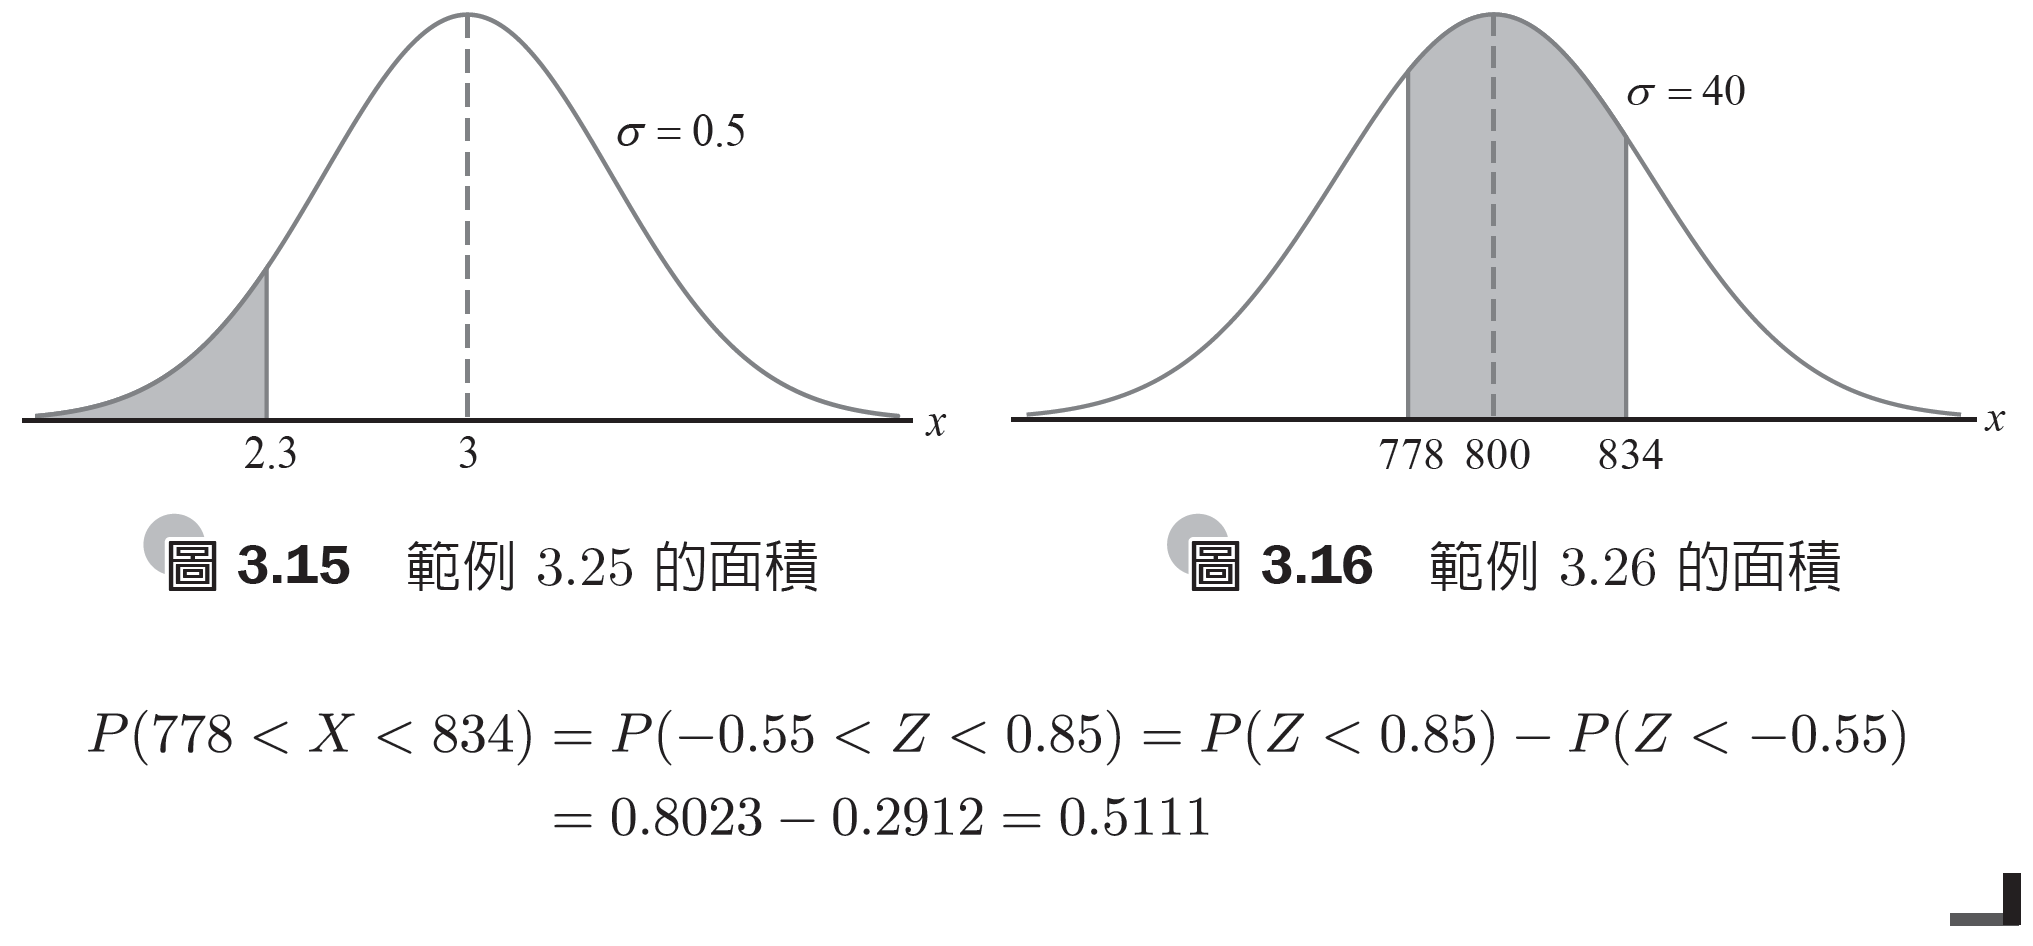 σ = 0.5
x
2.3 3
圖 3.15 範例 3.25 的面積
σ = 40
x
778 800 834
圖 3.16 範例 3.26 的面積
P(778 < X < 834) = P(−0.55 < Z < 0.85) = P(Z < 0.85) − P(Z < −0.55)
= 0.8023 − 0.2912 = 0.5111